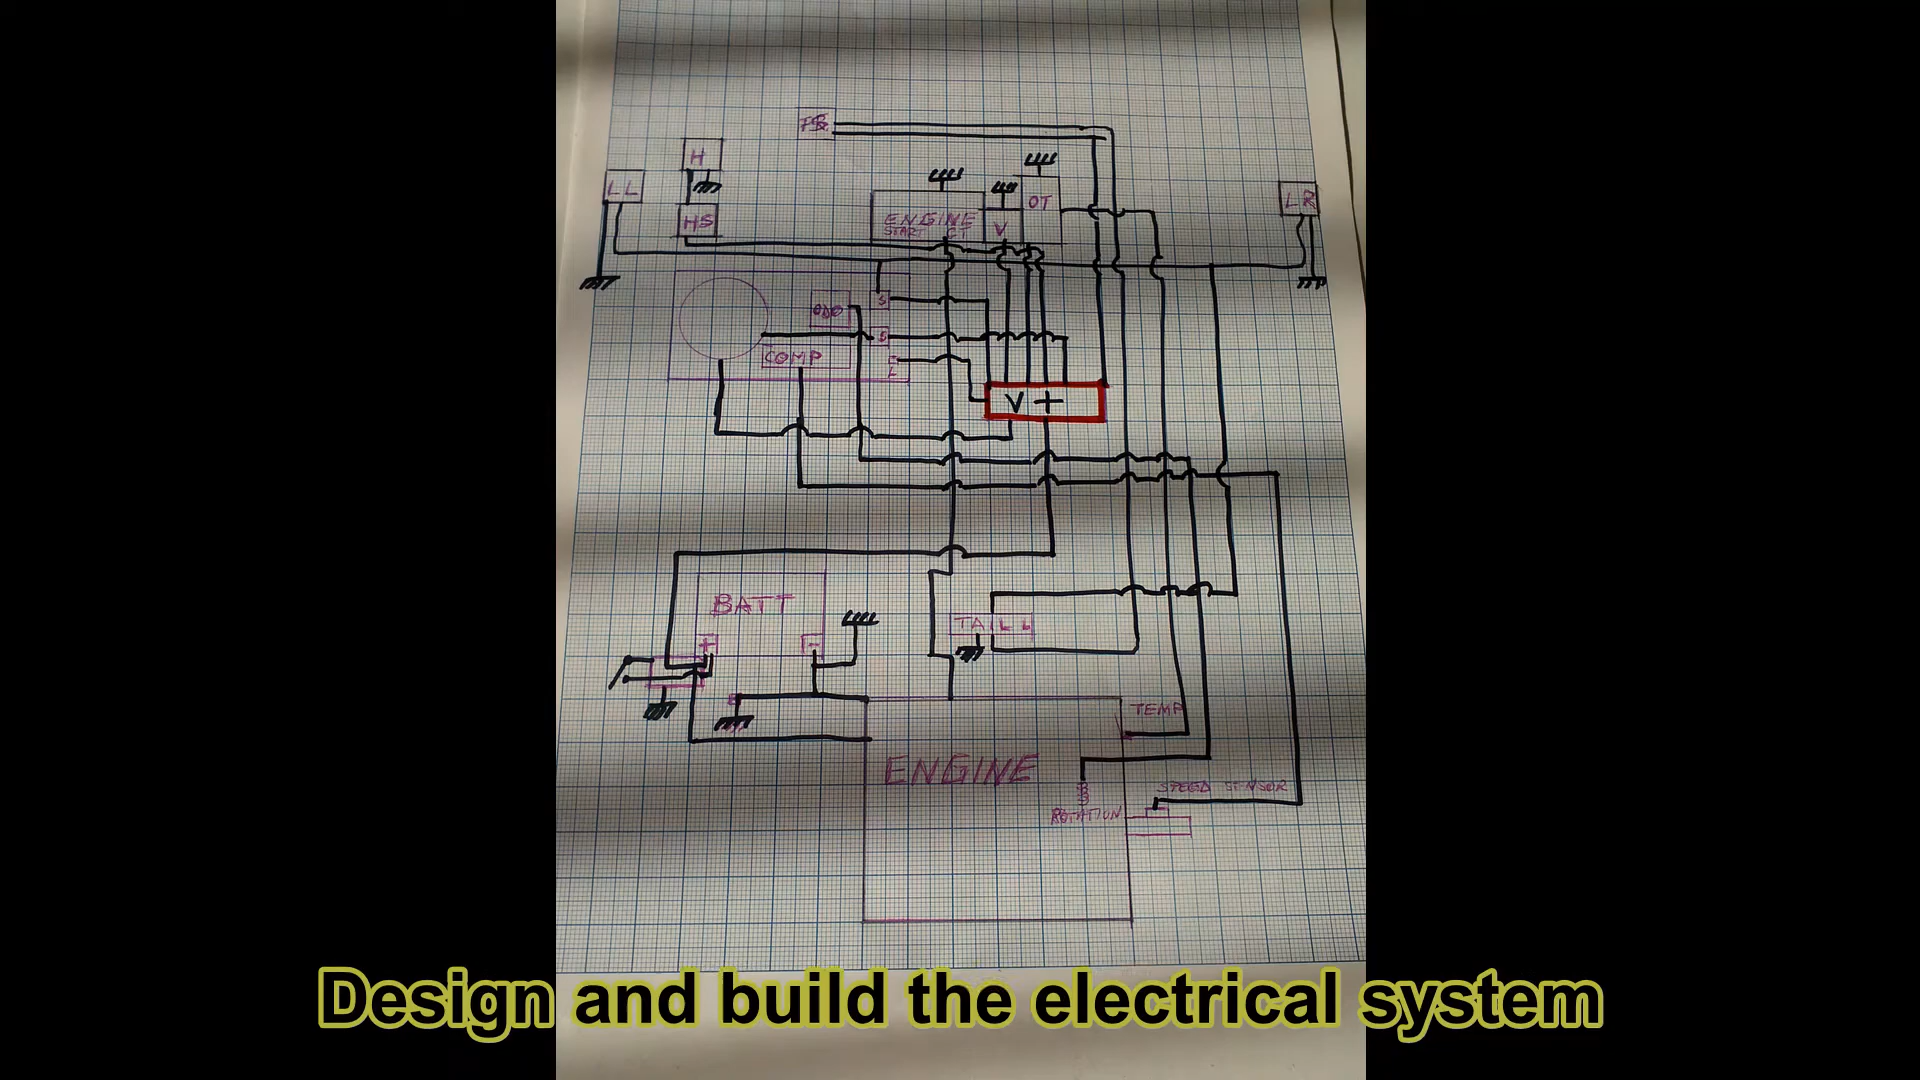 H
LL
HS
LR
OT
ENGINE
START CT
V
ODO
S
S
COMP
L
V +
BATT
+
-
TAIL L
TEMP
ENGINE
SPEED SENSOR
ROTATION
Design and build the electrical system